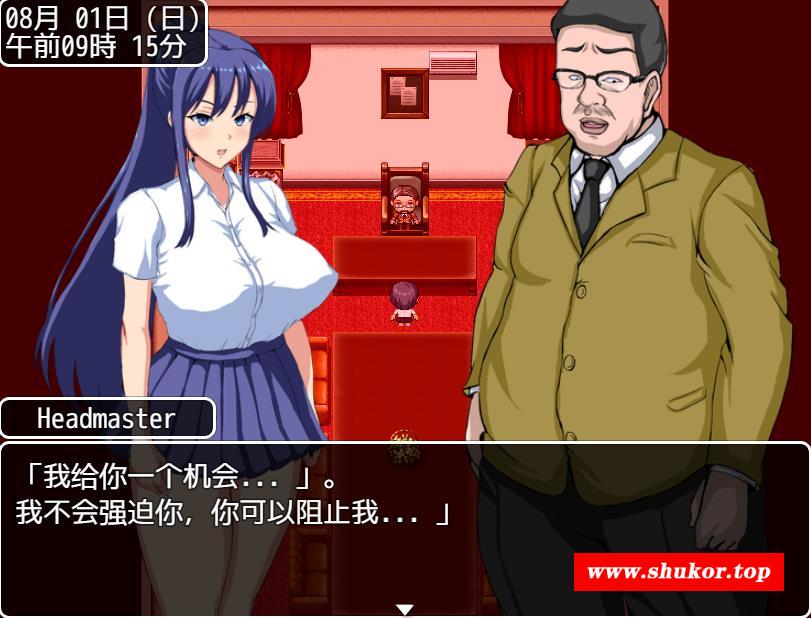 08月 01日（日）
午前09時 15分
Headmaster
「我给你一个机会... 」。
我不会强迫你，你可以阻止我... 」
www.shukor.top